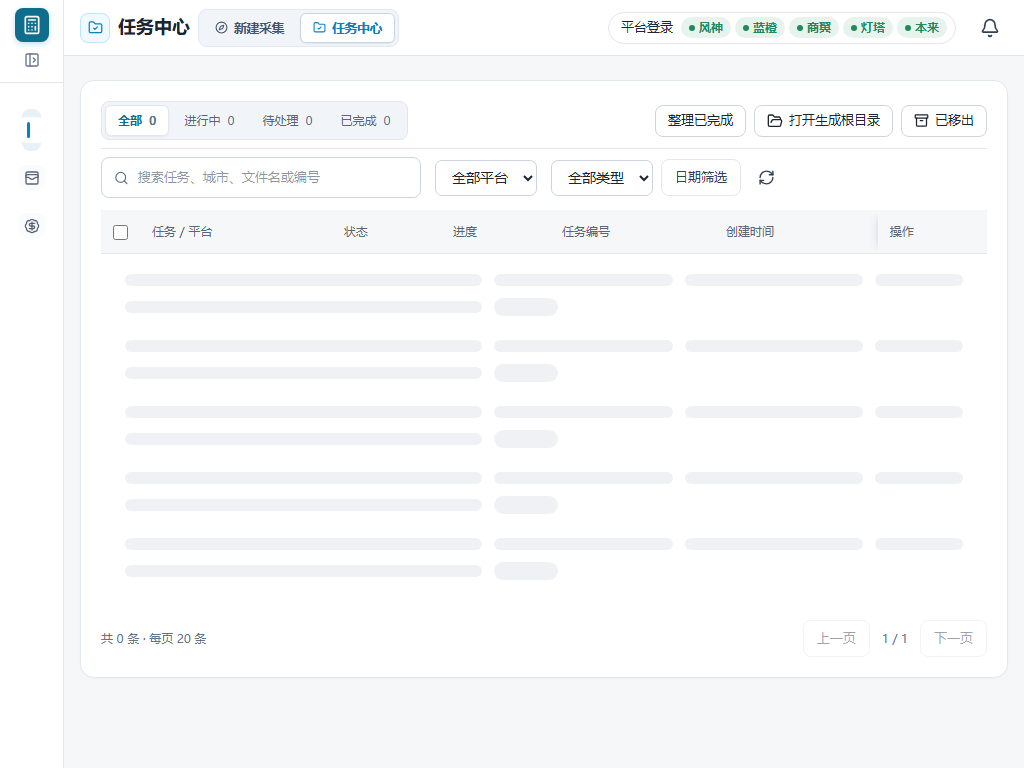 任务中心 新建采集 任务中心 平台登录 风神 蓝橙 商翼 灯塔 本来
全部 0 进行中 0 待处理 0 已完成 0 整理已完成 打开生成根目录 已移出
搜索任务、城市、文件名或编号 全部平台 全部类型 日期筛选
任务 / 平台 状态 进度 任务编号 创建时间 操作
共 0 条 · 每页 20 条 上一页 1 / 1 下一页